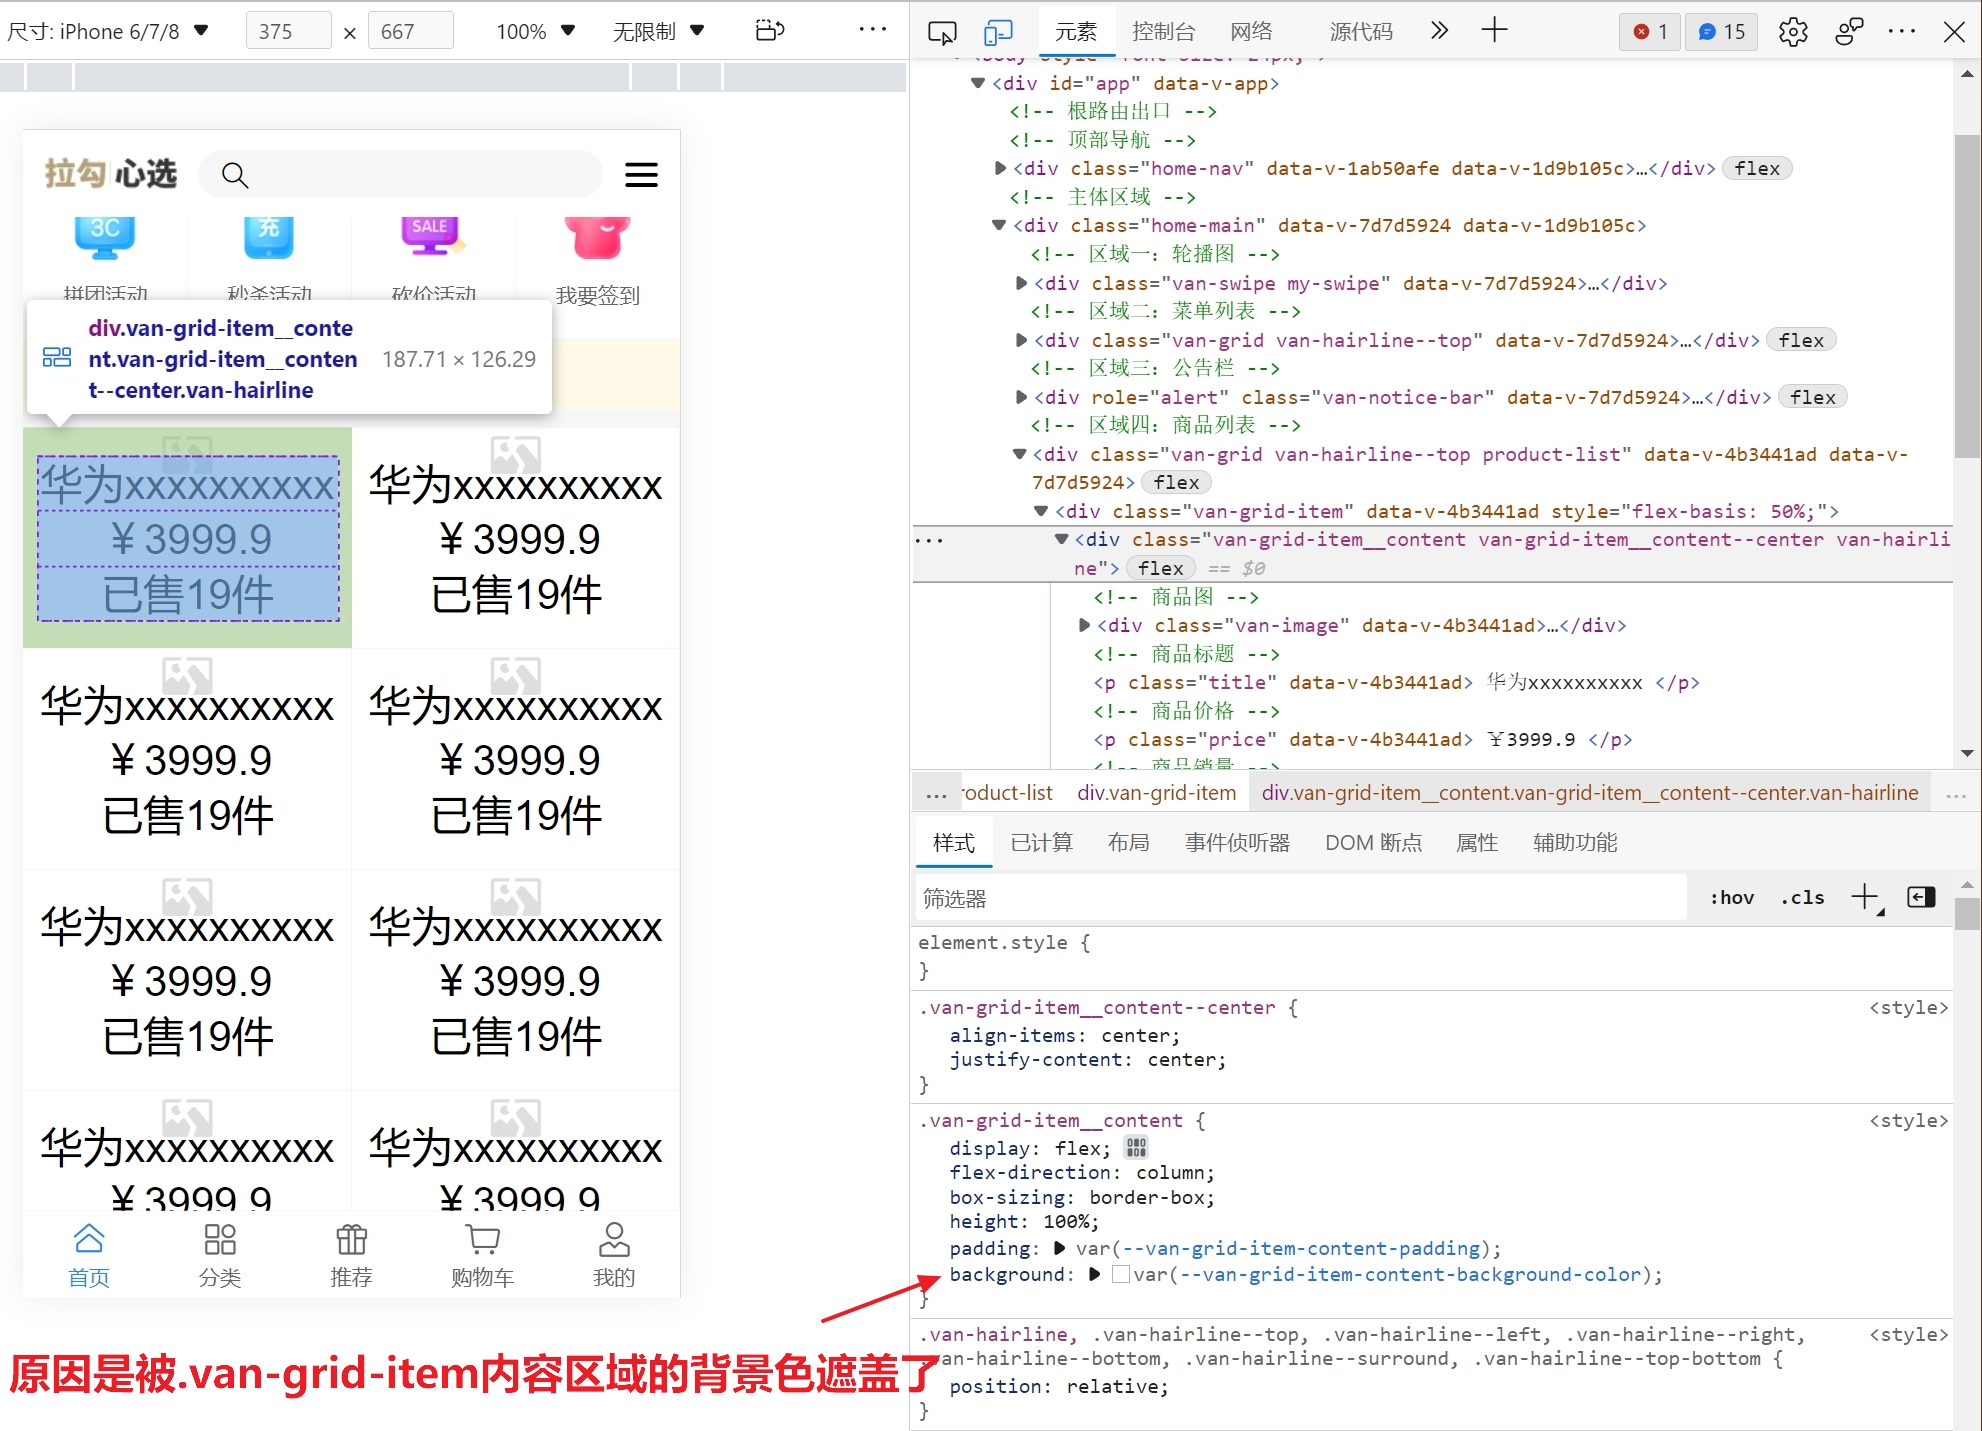 尺寸: iPhone 6/7/8 ▼ 375 × 667 100% ▼ 无限制 ▼ ···
拉勾心选
3C 充 SALE
拼团活动 秒杀活动 砍价活动 我要签到
div.van-grid-item__conte
nt.van-grid-item__conten
t--center.van-hairline
187.71 × 126.29
华为xxxxxxxxxx 华为xxxxxxxxxx
￥3999.9 ￥3999.9
已售19件 已售19件
华为xxxxxxxxxx 华为xxxxxxxxxx
￥3999.9 ￥3999.9
已售19件 已售19件
华为xxxxxxxxxx 华为xxxxxxxxxx
￥3999.9 ￥3999.9
已售19件 已售19件
华为xxxxxxxxxx 华为xxxxxxxxxx
￥3999.9 ￥3999.9
首页 分类 推荐 购物车 我的
原因是被.van-grid-item内容区域的背景色遮盖了
元素 控制台 网络 源代码 1 15
<body style="font-size: 24px;">
<div id="app" data-v-app>
<!-- 根路由出口 -->
<!-- 顶部导航 -->
<div class="home-nav" data-v-1ab50afe data-v-1d9b105c>…</div> flex
<!-- 主体区域 -->
<div class="home-main" data-v-7d7d5924 data-v-1d9b105c>
<!-- 区域一: 轮播图 -->
<div class="van-swipe my-swipe" data-v-7d7d5924>…</div>
<!-- 区域二: 菜单列表 -->
<div class="van-grid van-hairline--top" data-v-7d7d5924>…</div> flex
<!-- 区域三: 公告栏 -->
<div role="alert" class="van-notice-bar" data-v-7d7d5924>…</div> flex
<!-- 区域四: 商品列表 -->
<div class="van-grid van-hairline--top product-list" data-v-4b3441ad data-v-
7d7d5924> flex
<div class="van-grid-item" data-v-4b3441ad style="flex-basis: 50%;">
··· <div class="van-grid-item__content van-grid-item__content--center van-hairli
ne"> flex == $0
<!-- 商品图 -->
<div class="van-image" data-v-4b3441ad>…</div>
<!-- 商品标题 -->
<p class="title" data-v-4b3441ad> 华为xxxxxxxxxx </p>
<!-- 商品价格 -->
<p class="price" data-v-4b3441ad> ￥3999.9 </p>
<!-- 商品销量 -->
... roduct-list div.van-grid-item div.van-grid-item__content.van-grid-item__content--center.van-hairline ...
样式 已计算 布局 事件侦听器 DOM 断点 属性 辅助功能
筛选器 :hov .cls
element.style {
}
.van-grid-item__content--center { <style>
align-items: center;
justify-content: center;
}
.van-grid-item__content { <style>
display: flex;
flex-direction: column;
box-sizing: border-box;
height: 100%;
padding: var(--van-grid-item-content-padding);
background: var(--van-grid-item-content-background-color);
}
.van-hairline, .van-hairline--top, .van-hairline--left, .van-hairline--right, <style>
van-hairline--bottom, .van-hairline--surround, .van-hairline--top-bottom {
position: relative;
}